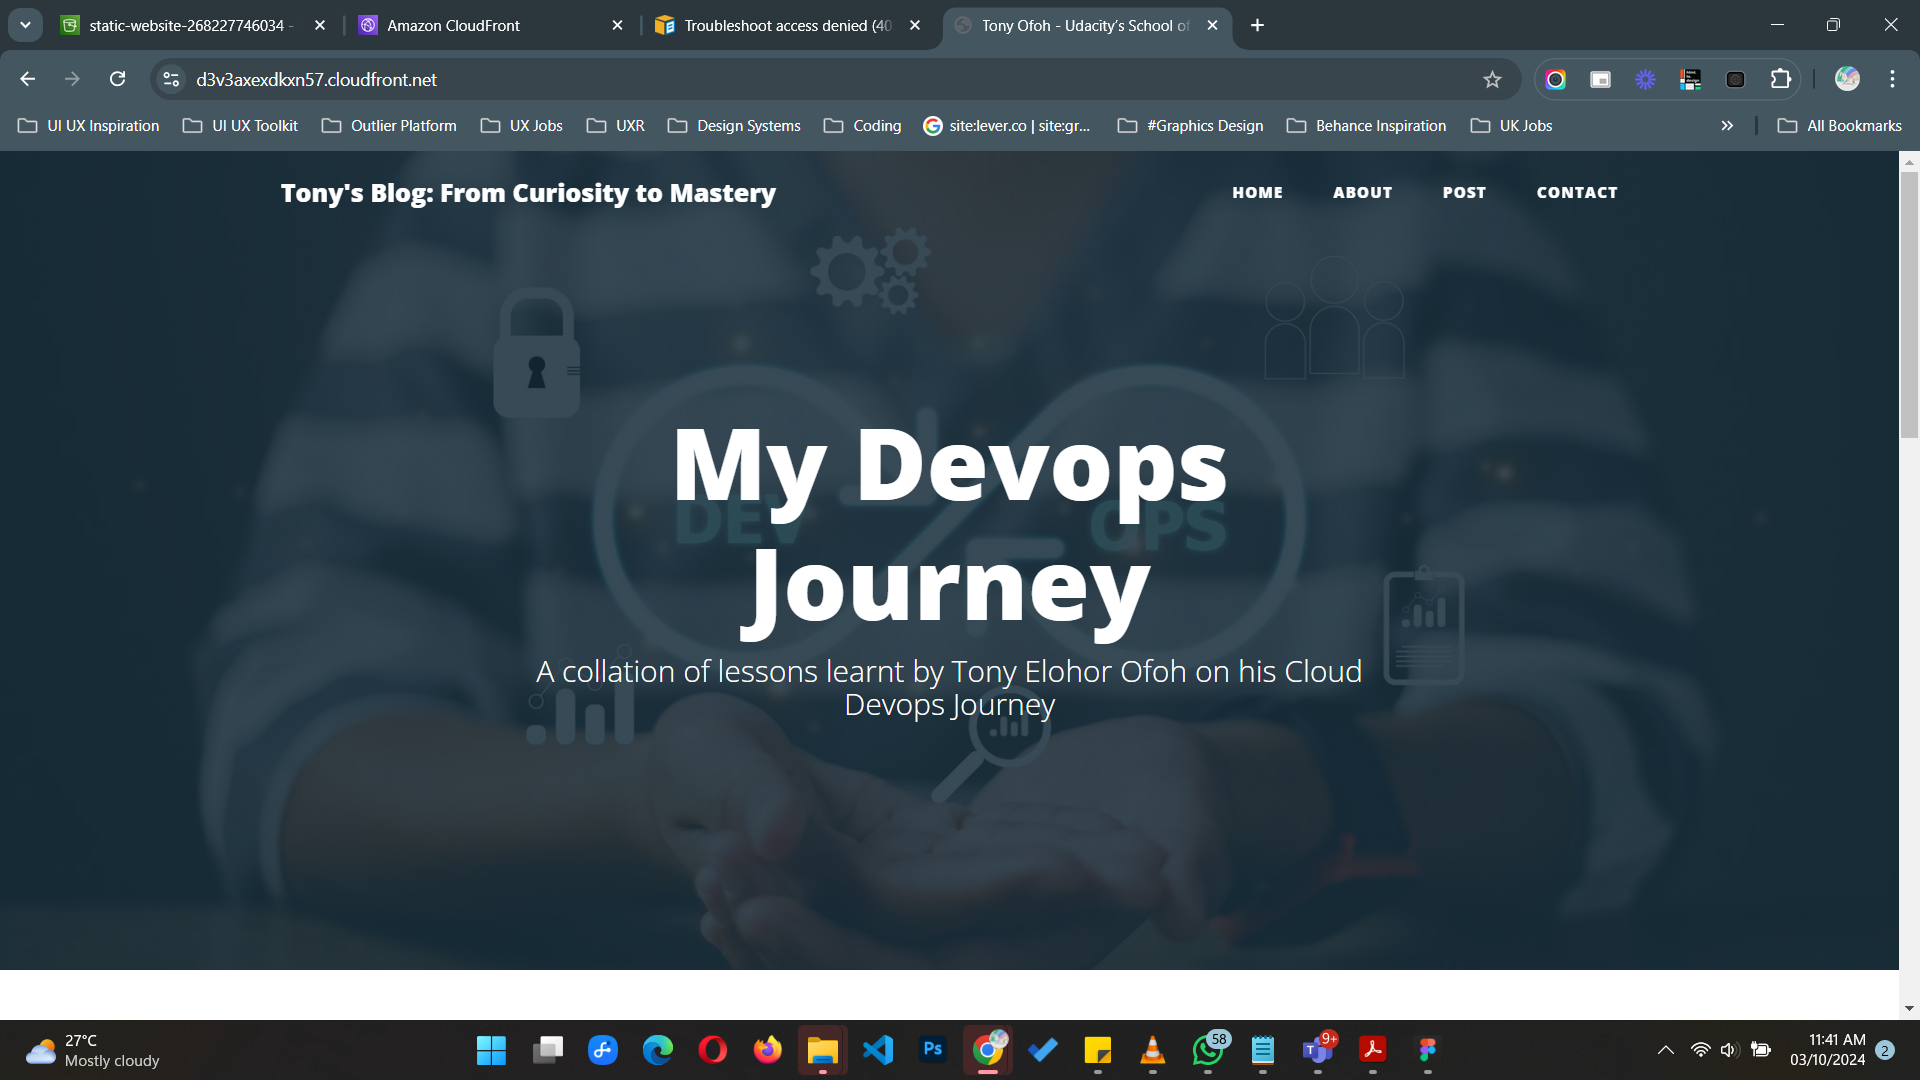 static-website-268227746034 -
Amazon CloudFront
Troubleshoot access denied (40
Tony Ofoh - Udacity's School of
d3v3axexdkxn57.cloudfront.net
UI UX Inspiration
UI UX Toolkit
Outlier Platform
UX Jobs
UXR
Design Systems
Coding
site:lever.co | site:gr...
#Graphics Design
Behance Inspiration
UK Jobs
All Bookmarks
Tony's Blog: From Curiosity to Mastery
HOME
ABOUT
POST
CONTACT
My Devops
DEV
OPS
Journey
A collation of lessons learnt by Tony Elohor Ofoh on his Cloud
Devops Journey
27°C
Mostly cloudy
Ps
58
9+
11:41 AM
03/10/2024
2